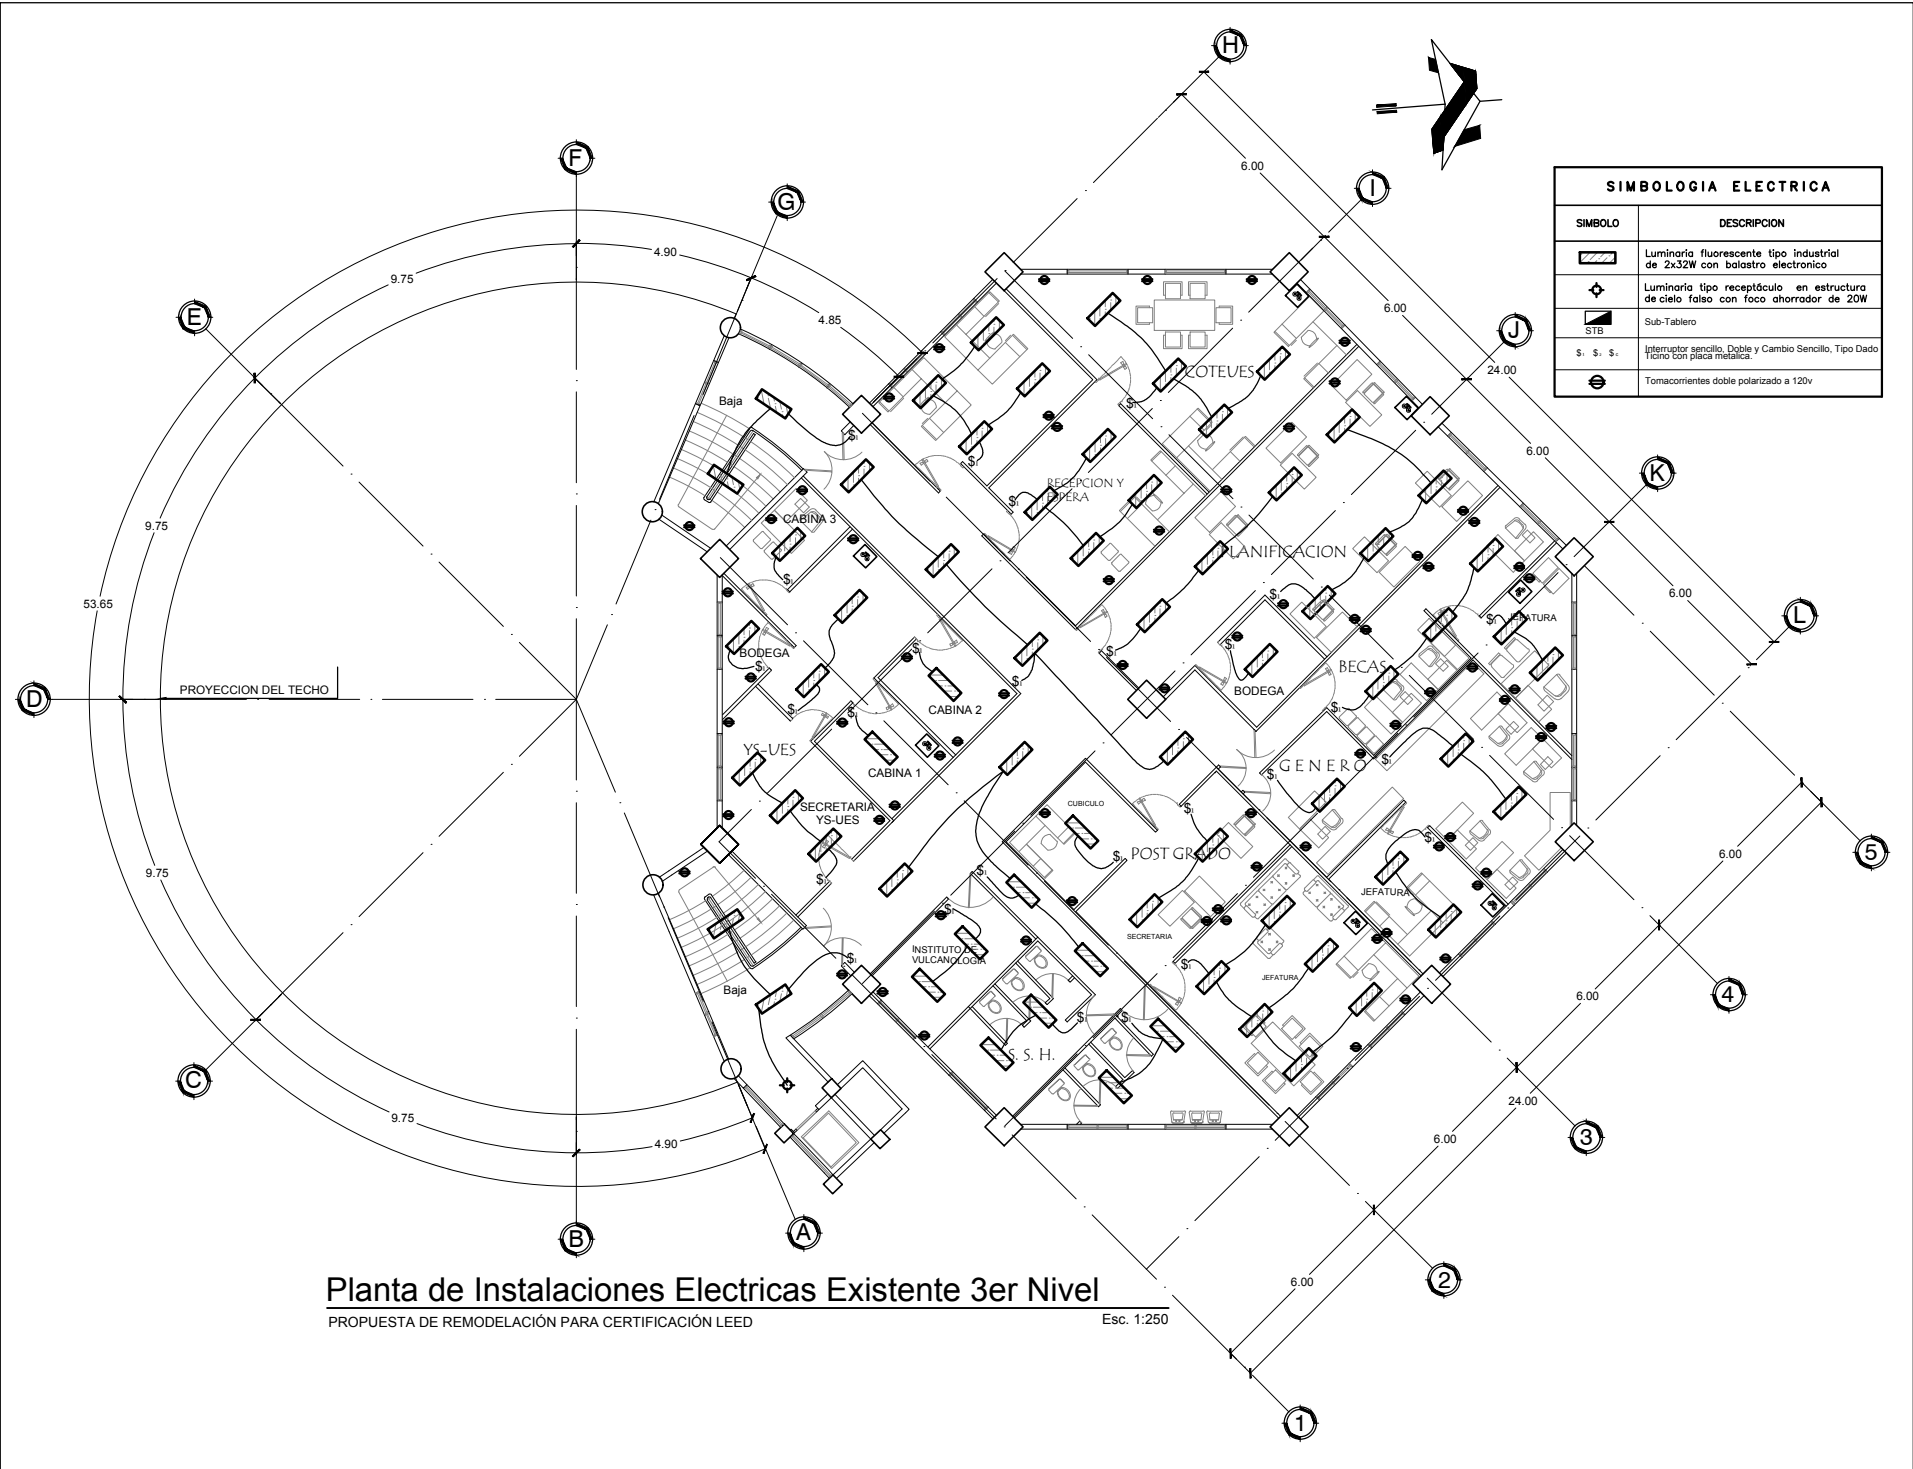 H
I
J
K
L
F
G
E
D
C
B
A
5
4
3
2
1
6.00
6.00
6.00
6.00
24.00
6.00
6.00
6.00
6.00
24.00
4.90
9.75
4.85
9.75
53.65
9.75
9.75
4.90
SIMBOLOGIA ELECTRICA
SIMBOLO
DESCRIPCION
Luminaria fluorescente tipo industrial
de 2x32W con balastro electronico
Luminaria tipo receptáculo en estructura
de cielo falso con foco ahorrador de 20W
STB
Sub-Tablero
Interruptor sencillo, Doble y Cambio Sencillo, Tipo Dado
Ticino con placa metalica.
Tomacorrientes doble polarizado a 120v
PROYECCION DEL TECHO
Baja
COTEUES
RECEPCION Y
ESPERA
CABINA 3
PLANIFICACION
JEFATURA
BODEGA
BECAS
BODEGA
CABINA 2
YS-UES
CABINA 1
GENERO
SECRETARIA
YS-UES
CUBICULO
POST GRADO
JEFATURA
SECRETARIA
INSTITUTO DE
VULCANOLOGIA
JEFATURA
Baja
S. S. H.
Planta de Instalaciones Electricas Existente 3er Nivel
PROPUESTA DE REMODELACIÓN PARA CERTIFICACIÓN LEED
Esc. 1:250